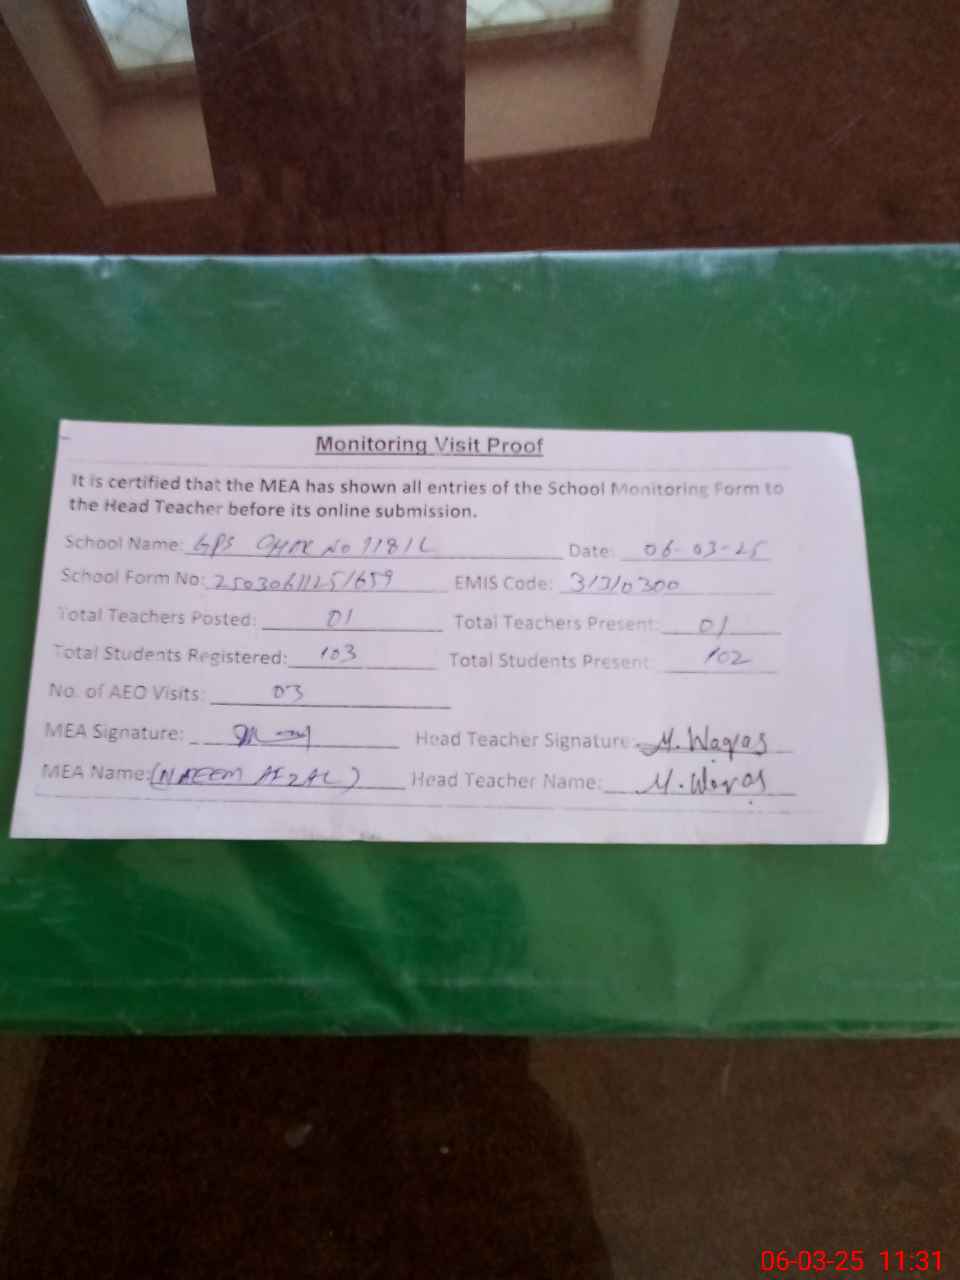 Monitoring Visit Proof
It is certified that the MEA has shown all entries of the School Monitoring Form to
the Head Teacher before its online submission.
School Name: GPS CHAK No Date: 06-03-25
School Form No: EMIS Code:
Total Teachers Posted: 01 Total Teachers Present: 01
Total Students Registered: 103 Total Students Present: 102
No. of AEO Visits: 03
MEA Signature: Head Teacher Signature: M. Waqas
MEA Name: (NAEEM AFZAL) Head Teacher Name: M. Waqas
06-03-25 11:31